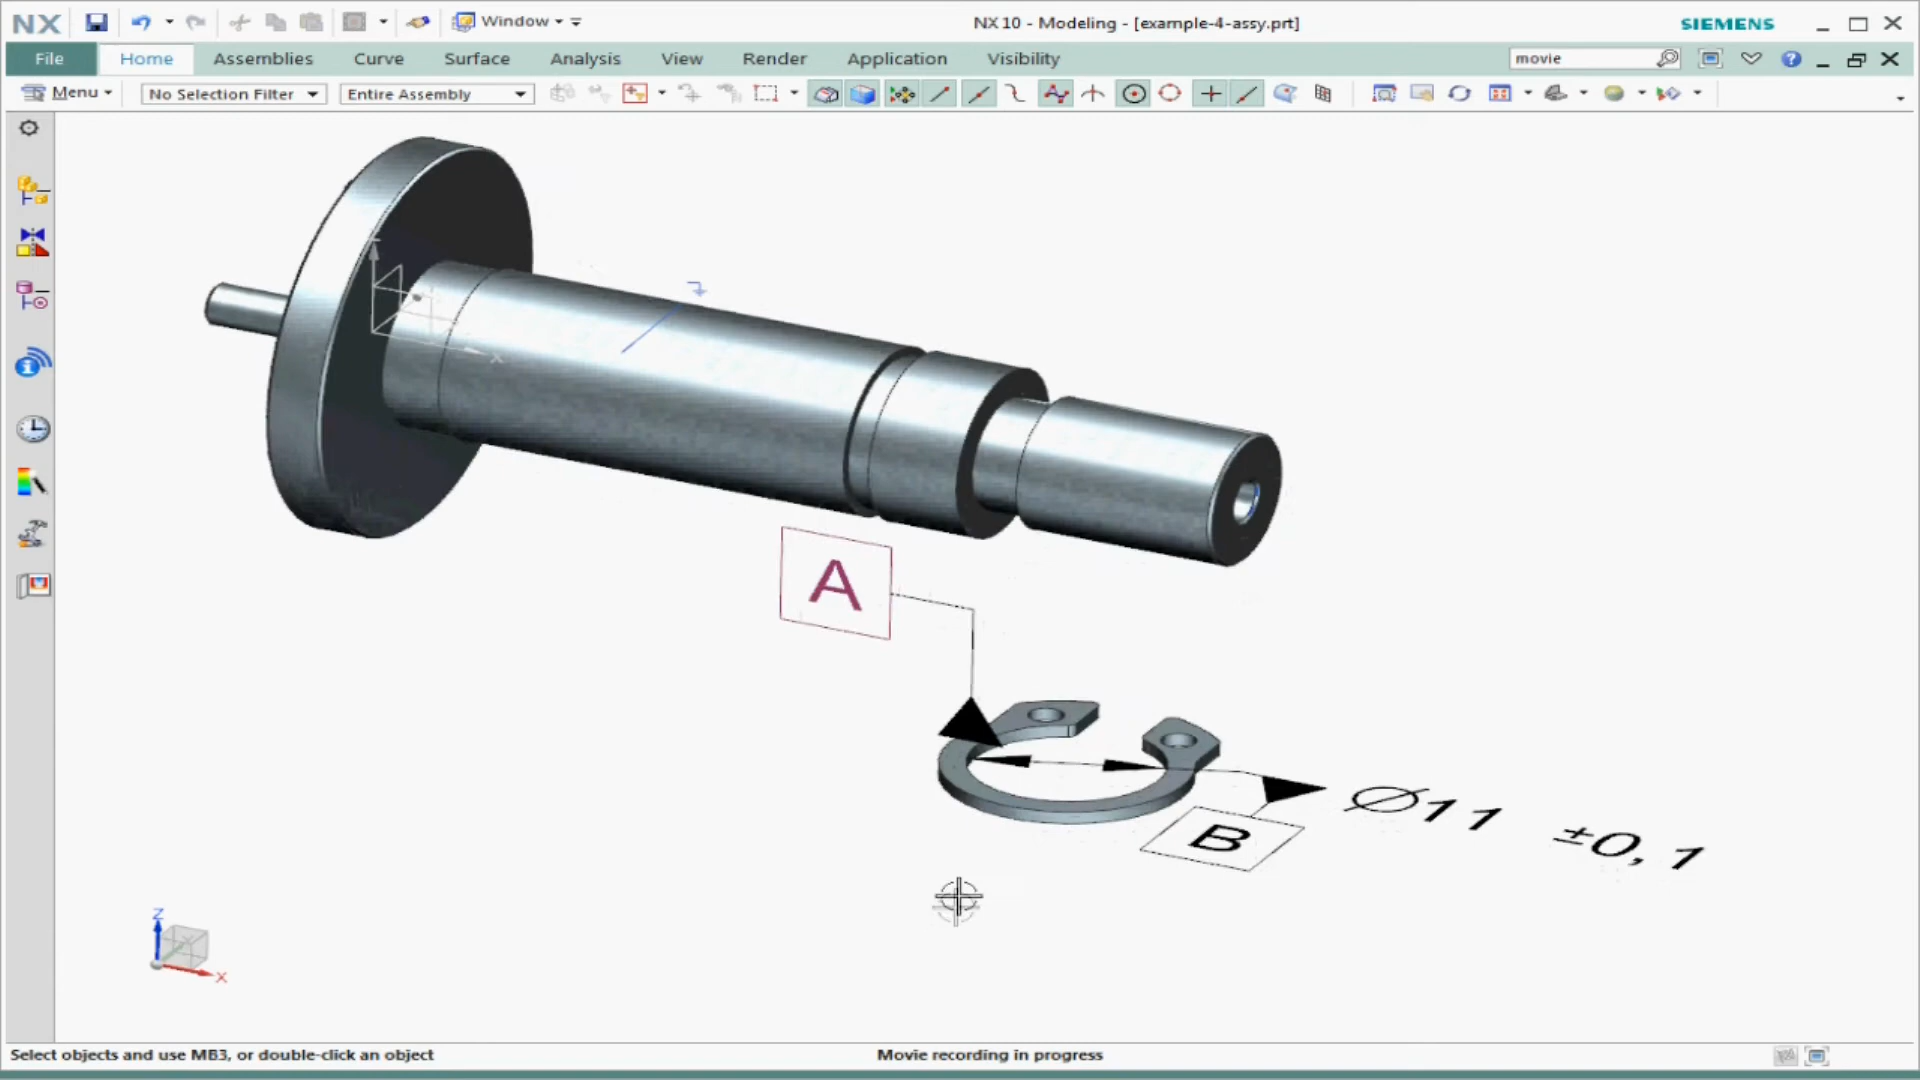 NX
Window
NX 10 - Modeling - [example-4-assy.prt]
SIEMENS
File
Home
Assemblies
Curve
Surface
Analysis
View
Render
Application
Visibility
movie
Menu
No Selection Filter
Entire Assembly
X
A
B
Ø11 ±0,1
Z
X
Select objects and use MB3, or double-click an object
Movie recording in progress